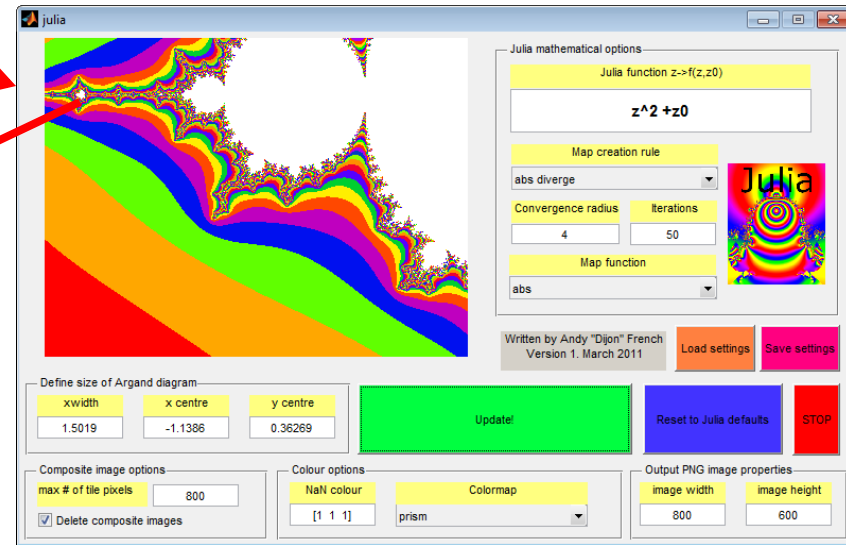 julia
Julia mathematical options
Julia function z->f(z,z0)
z^2 +z0
Map creation rule
abs diverge
Julia
Convergence radius Iterations
4 50
Map function
abs
Written by Andy "Dijon" French
Version 1. March 2011
Load settings
Save settings
Define size of Argand diagram
xwidth x centre y centre
1.5019 -1.1386 0.36269
Update!
Reset to Julia defaults
STOP
Composite image options
max # of tile pixels 800
Delete composite images
Colour options
NaN colour Colormap
[1 1 1] prism
Output PNG image properties
image width image height
800 600